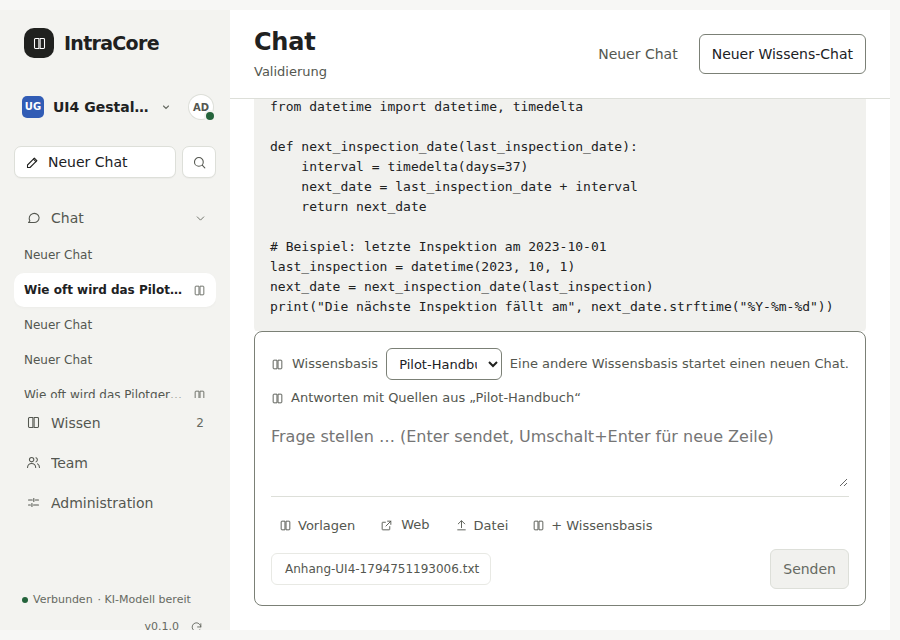 IntraCore
UG UI4 Gestal... AD
Neuer Chat
Chat
Neuer Chat
Wie oft wird das Pilot...
Neuer Chat
Neuer Chat
Wie oft wird das Pilotger...
Wissen 2
Team
Administration
Verbunden · KI-Modell bereit
v0.1.0
Chat
Validierung
Neuer Chat
Neuer Wissens-Chat
from datetime import datetime, timedelta
def next_inspection_date(last_inspection_date):
    interval = timedelta(days=37)
    next_date = last_inspection_date + interval
    return next_date
# Beispiel: letzte Inspektion am 2023-10-01
last_inspection = datetime(2023, 10, 1)
next_date = next_inspection_date(last_inspection)
print("Die nächste Inspektion fällt am", next_date.strftime("%Y-%m-%d"))
Wissensbasis Pilot-Handbu Eine andere Wissensbasis startet einen neuen Chat.
Antworten mit Quellen aus „Pilot-Handbuch“
Frage stellen … (Enter sendet, Umschalt+Enter für neue Zeile)
Vorlagen Web Datei + Wissensbasis
Anhang-UI4-1794751193006.txt
Senden